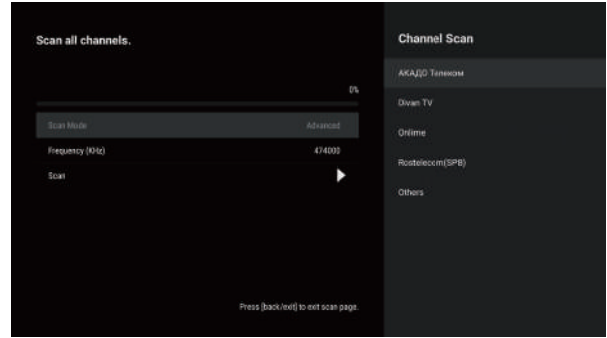 Scan all channels.
0%
Scan Mode Advanced
Frequency (KHz) 474000
Scan
Press [back/exit] to exit scan page.
Channel Scan
АКАДО Телеком
Divan TV
Onlime
Rostelecom(SPB)
Others